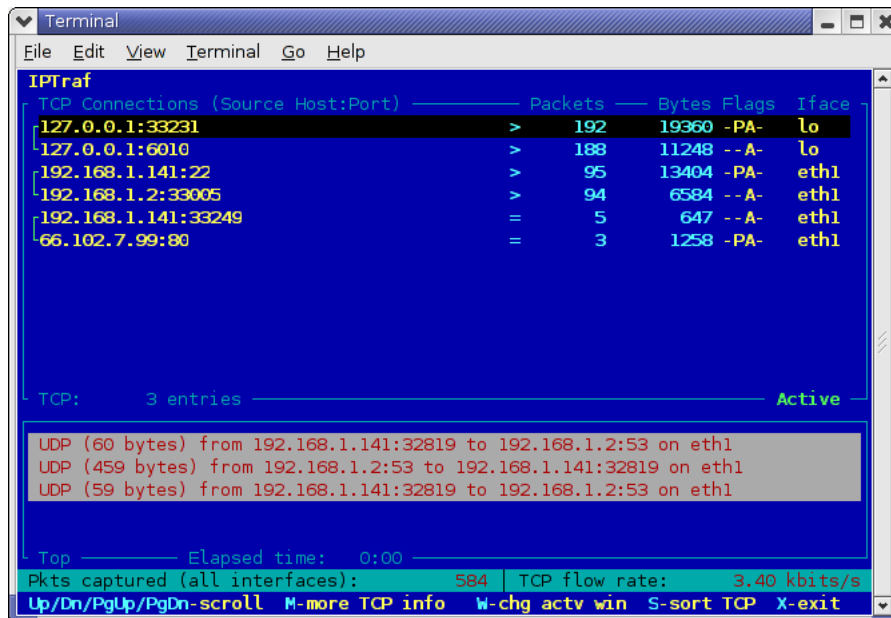 Terminal
File Edit View Terminal Go Help
IPTraf
TCP Connections (Source Host:Port) Packets Bytes Flags Iface
127.0.0.1:33231 > 192 19360 -PA- lo
127.0.0.1:6010 > 188 11248 --A- lo
192.168.1.141:22 > 95 13404 -PA- eth1
192.168.1.2:33005 > 94 6584 --A- eth1
192.168.1.141:33249 = 5 647 --A- eth1
66.102.7.99:80 = 3 1258 -PA- eth1
TCP: 3 entries Active
UDP (60 bytes) from 192.168.1.141:32819 to 192.168.1.2:53 on eth1
UDP (459 bytes) from 192.168.1.2:53 to 192.168.1.141:32819 on eth1
UDP (59 bytes) from 192.168.1.141:32819 to 192.168.1.2:53 on eth1
Top Elapsed time: 0:00
Pkts captured (all interfaces): 584 TCP flow rate: 3.40 kbits/s
Up/Dn/PgUp/PgDn-scroll M-more TCP info W-chg actv win S-sort TCP X-exit